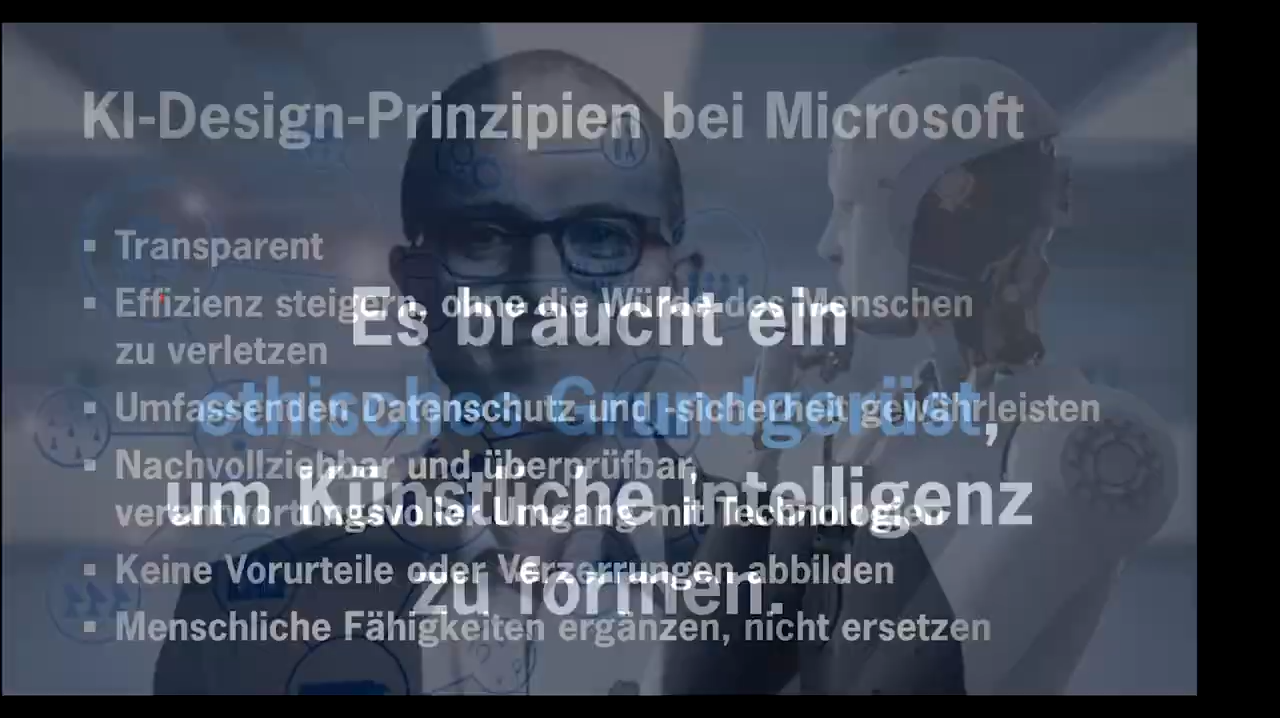 KI-Design-Prinzipien bei Microsoft
▪ Transparent
▪ Effizienz steigern, ohne die Würde des Menschen
zu verletzen
▪ Umfassenden Datenschutz und -sicherheit gewährleisten
▪ Nachvollziehbar und überprüfbar,
verantwortungsvoller Umgang mit Technologien
▪ Keine Vorurteile oder Verzerrungen abbilden
▪ Menschliche Fähigkeiten ergänzen, nicht ersetzen
Es braucht ein
ethisches Grundgerüst,
um Künstliche Intelligenz
zu formen.